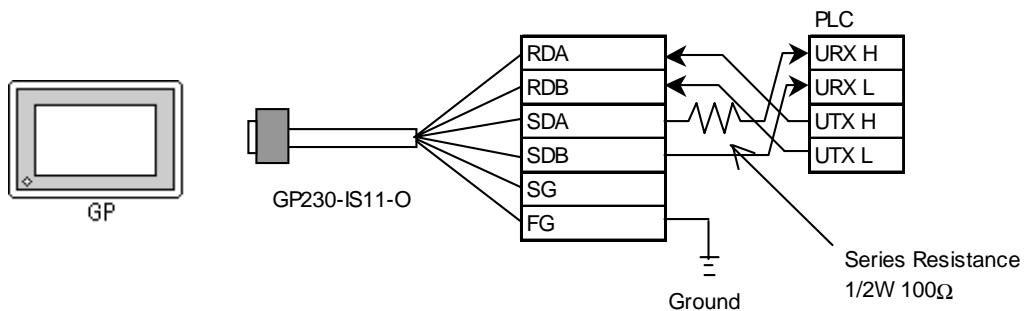 PLC
RDA
RDB
SDA
SDB
SG
FG
URX H
URX L
UTX H
UTX L
GP
GP230-IS11-O
Series Resistance
1/2W 100Ω
Ground